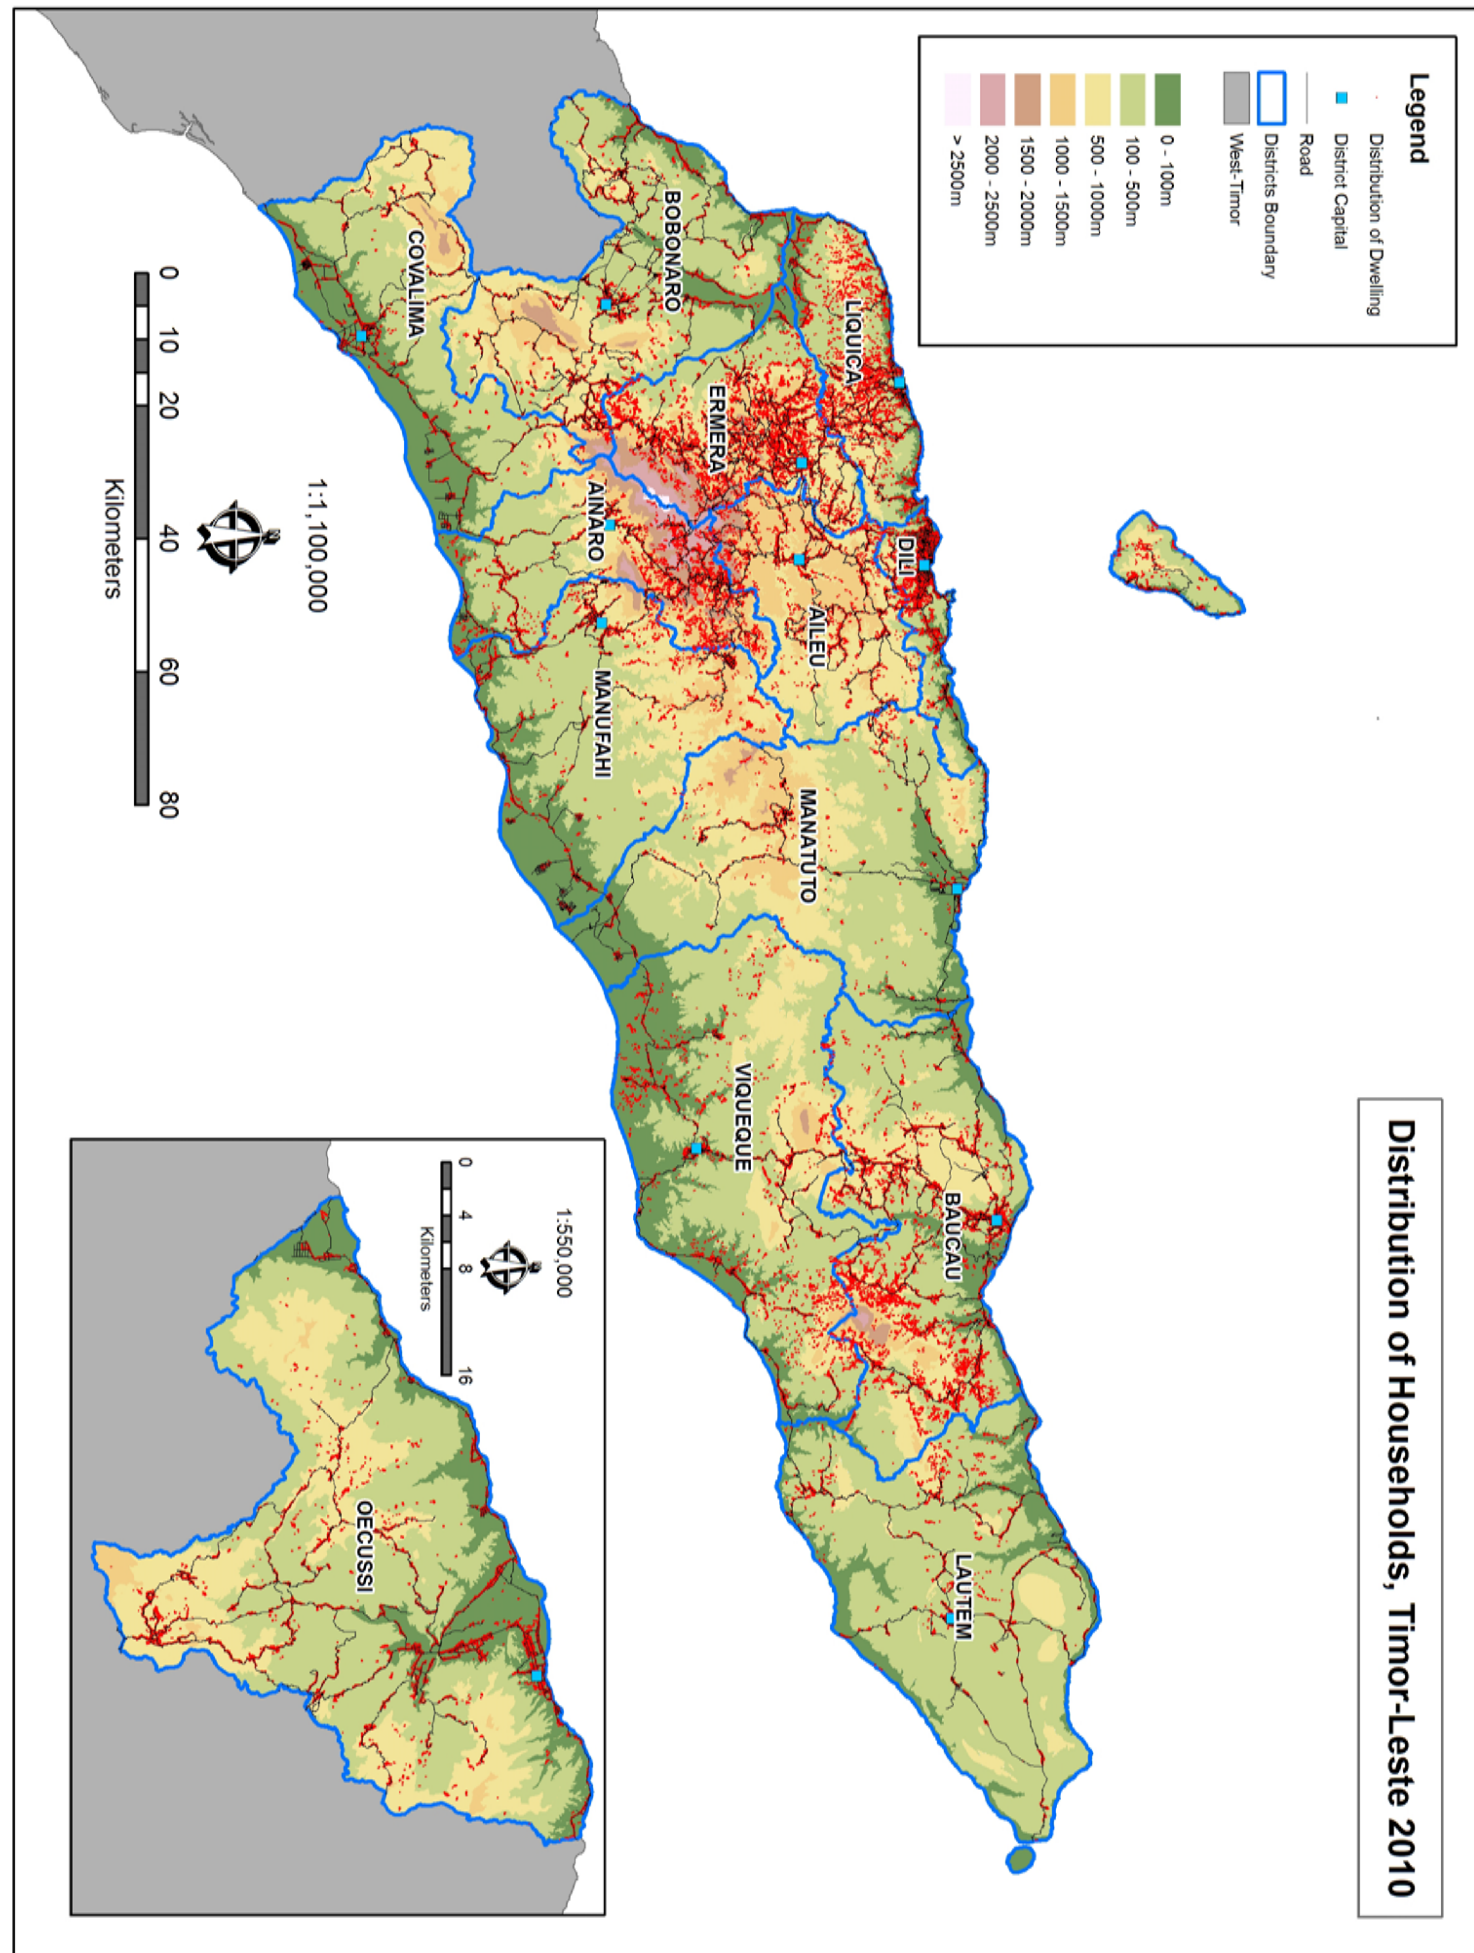 Distribution of Households, Timor-Leste 2010
Legend
Distribution of Dwelling
District Capital
Road
Districts Boundary
West-Timor
0 - 100m
100 - 500m
500 - 1000m
1000 - 1500m
1500 - 2000m
2000 - 2500m
> 2500m
BOBONARO
COVALIMA
LIQUICA
ERMERA
AINARO
DILI
AILEU
MANUFAHI
MANATUTO
VIQUEQUE
BAUCAU
LAUTEM
N
1:1,100,000
0 10 20 40 60 80
Kilometers
1:550,000
N
0 4 8 16
Kilometers
OECUSSI